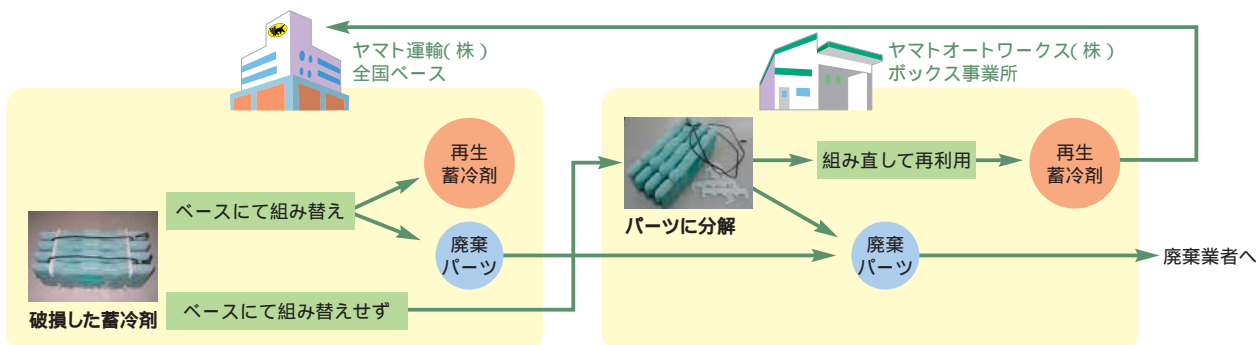 ヤマト運輸(株)
全国ベース
ヤマトオートワークス(株)
ボックス事業所
再生
蓄冷剤
ベースにて組み替え
廃棄
パーツ
破損した蓄冷剤
ベースにて組み替えせず
パーツに分解
組み直して再利用
再生
蓄冷剤
廃棄
パーツ
廃棄業者へ